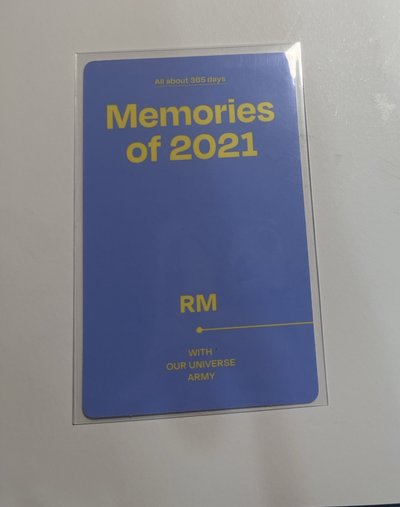 All about 365 days
Memories
of 2021
RM
WITH
OUR UNIVERSE
ARMY